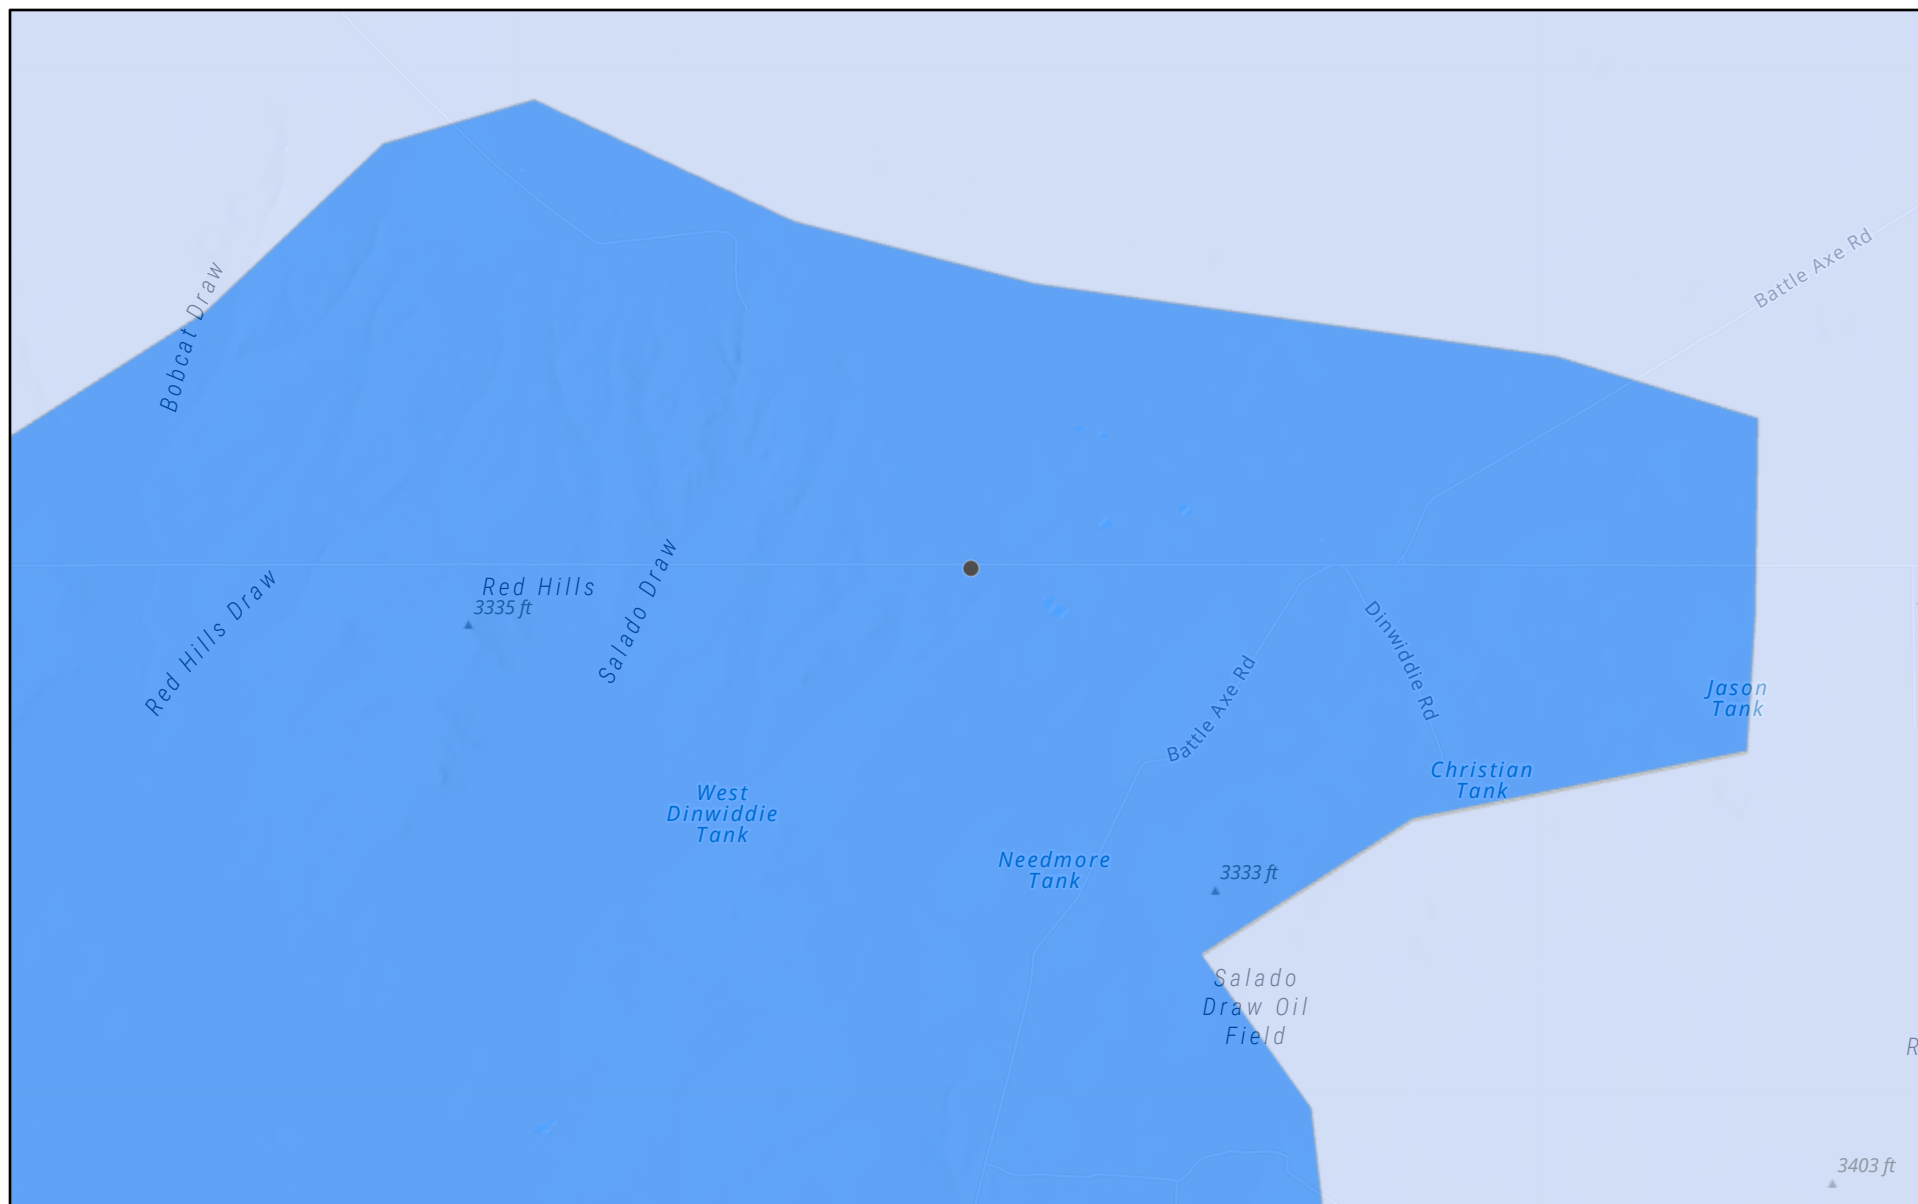 Battle Axe Rd
Bobcat Draw
Red Hills Draw
Red Hills
3335 ft
Salado Draw
Dinwiddie Rd
Battle Axe Rd
Jason
Tank
Christian
Tank
West
Dinwiddie
Tank
Needmore
Tank
3333 ft
Salado
Draw Oil
Field
R
3403 ft